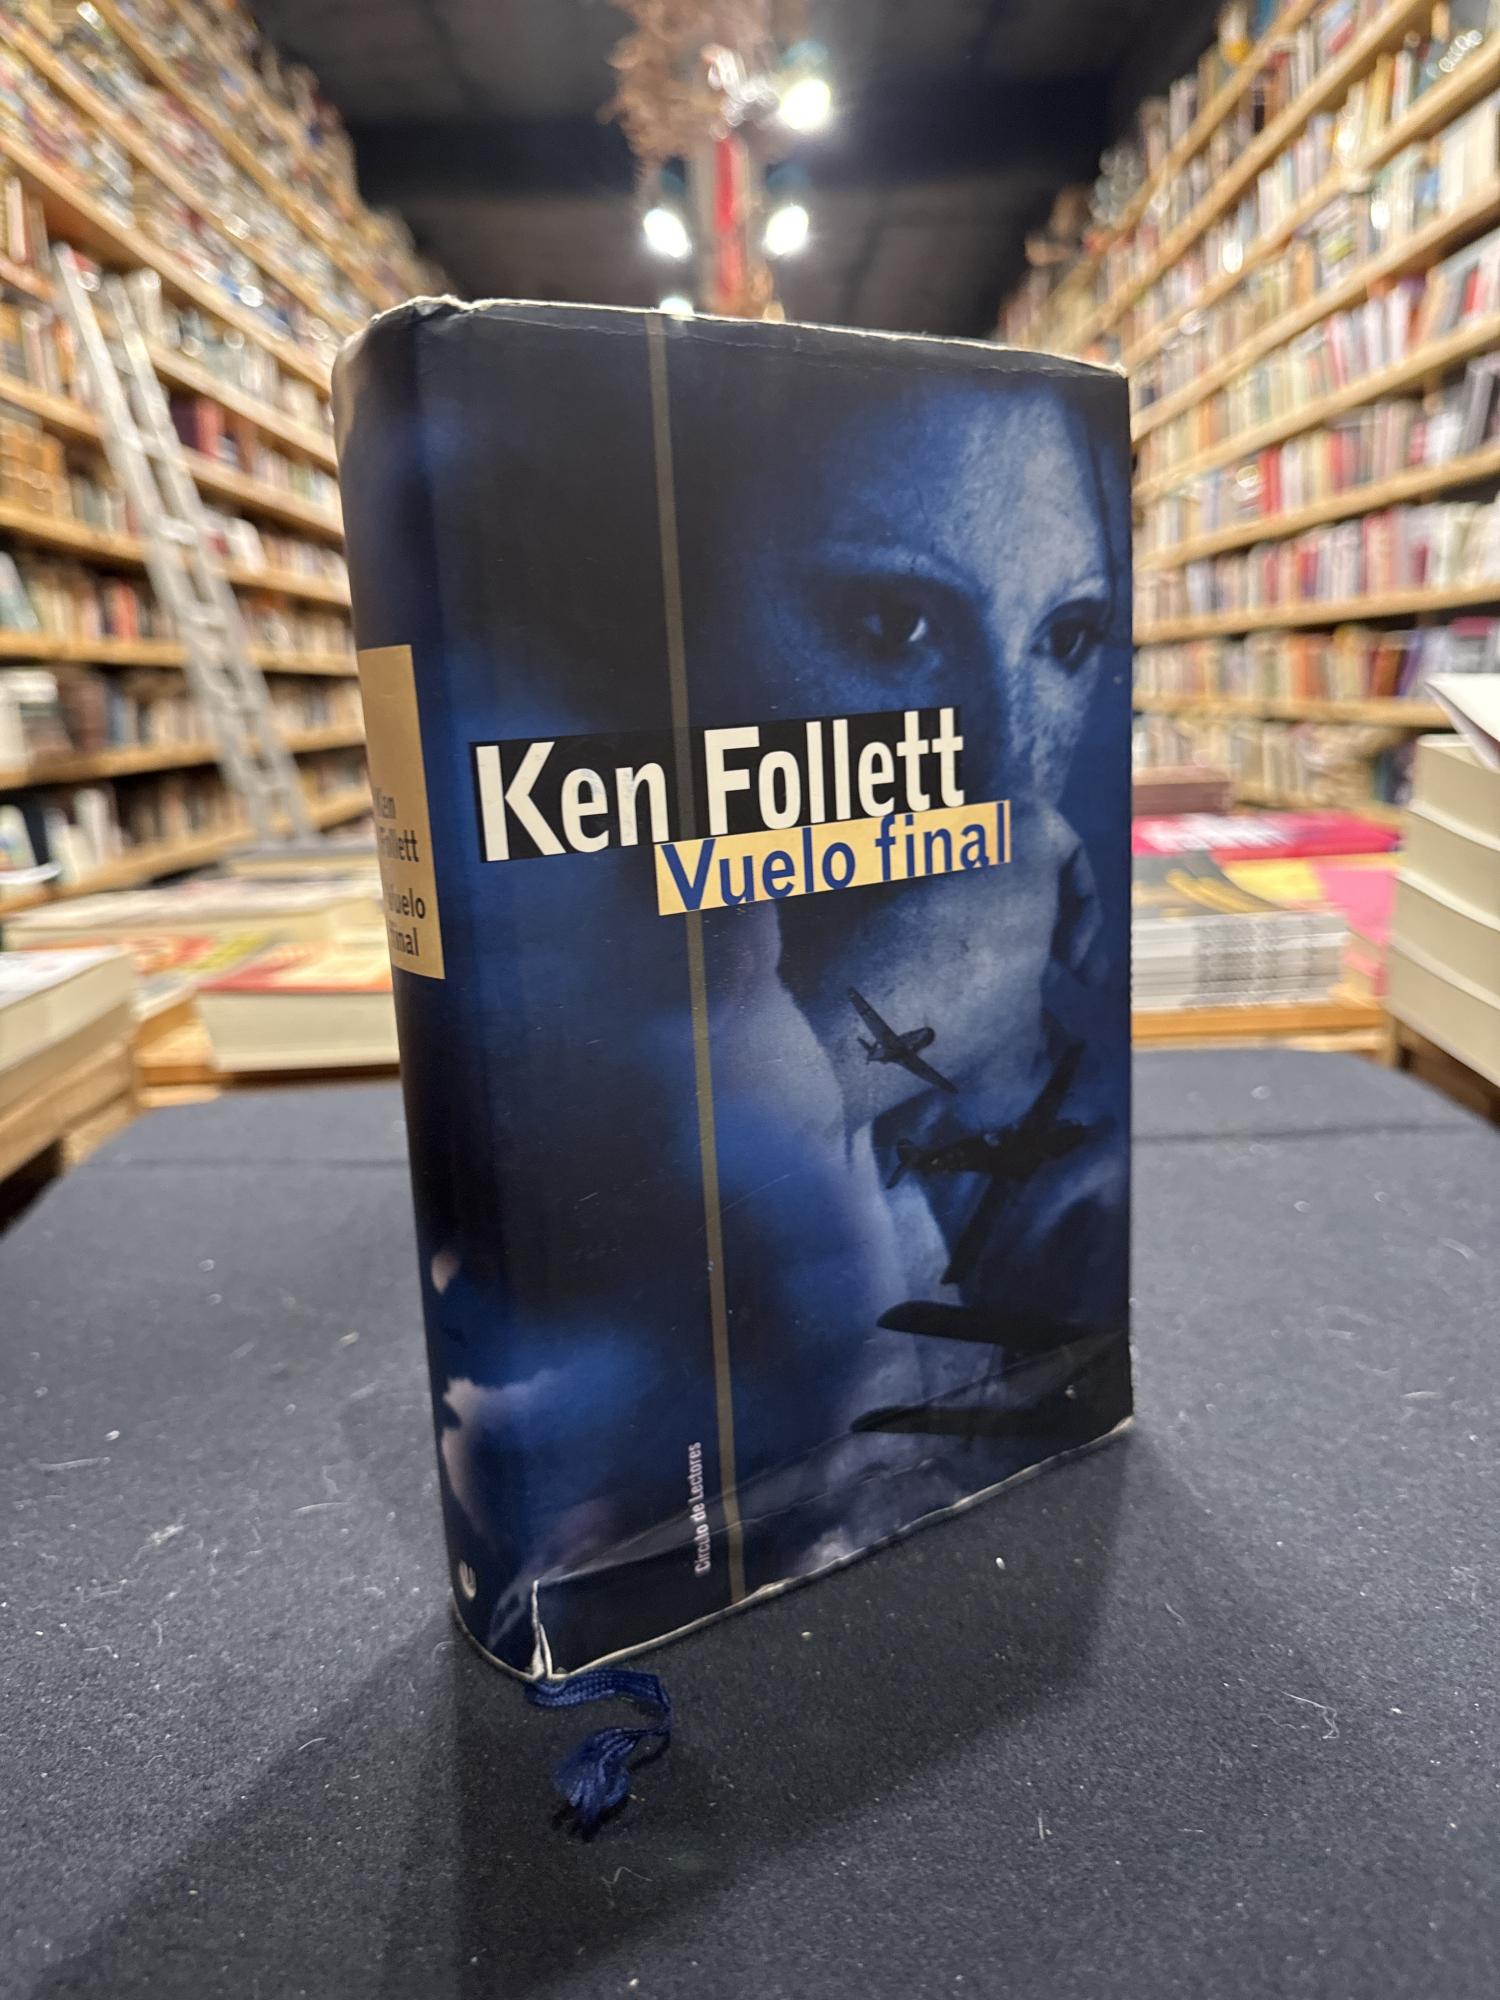 Ken Follett
Vuelo final
Círculo de Lectores
Ken
Follett
Vuelo
final